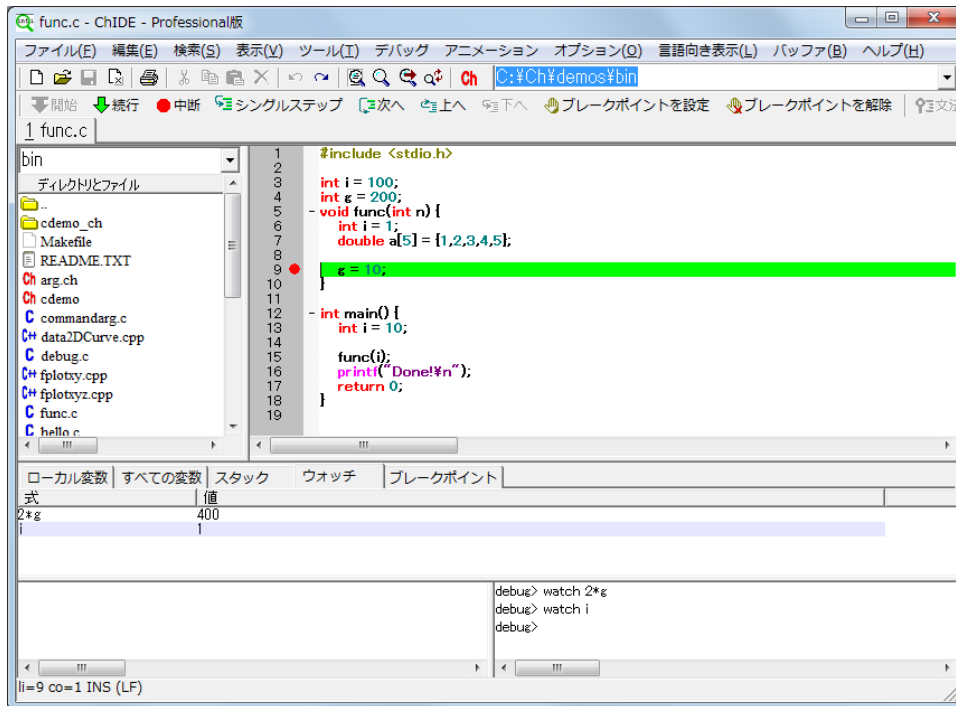 func.c - ChIDE - Professional版
ファイル(F) 編集(E) 検索(S) 表示(V) ツール(T) デバッグ アニメーション オプション(O) 言語向き表示(L) バッファ(B) ヘルプ(H)
Ch C:¥Ch¥demos¥bin
開始 続行 中断 シングルステップ 次へ 上へ 下へ ブレークポイントを設定 ブレークポイントを解除
1 func.c
bin
ディレクトリとファイル
..
cdemo_ch
Makefile
README.TXT
Ch arg.ch
Ch cdemo
C commandarg.c
C++ data2DCurve.cpp
C debug.c
C++ fplotxy.cpp
C++ fplotxyz.cpp
C func.c
C hello.c
1 #include <stdio.h>
2
3 int i = 100;
4 int g = 200;
5 - void func(int n) {
6 int i = 1;
7 double a[5] = {1,2,3,4,5};
8
9 g = 10;
10 }
11
12 - int main() {
13 int i = 10;
14
15 func(i);
16 printf("Done!¥n");
17 return 0;
18 }
19
ローカル変数 すべての変数 スタック ウォッチ ブレークポイント
式 値
2*g 400
i 1
debug> watch 2*g
debug> watch i
debug>
li=9 co=1 INS (LF)